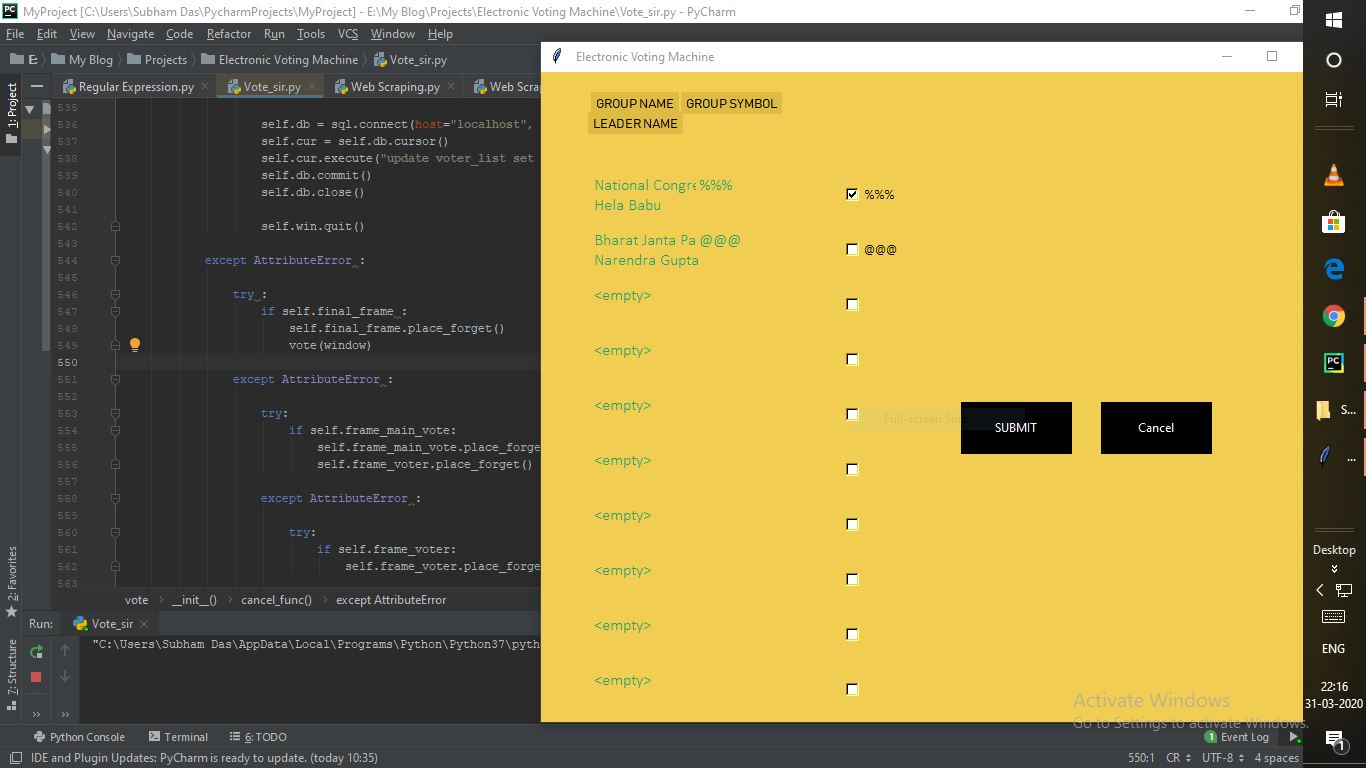 MyProject [C:\Users\Subham Das\PycharmProjects\MyProject] - E:\My Blog\Projects\Electronic Voting Machine\Vote_sir.py - PyCharm
File Edit View Navigate Code Refactor Run Tools VCS Window Help
E: My Blog Projects Electronic Voting Machine Vote_sir.py
Regular Expression.py Vote_sir.py Web Scraping.py Web Scra
1: Project
2: Favorites
Z: Structure
535
536 self.db = sql.connect(host="localhost",
537 self.cur = self.db.cursor()
538 self.cur.execute("update voter_list set
539 self.db.commit()
540 self.db.close()
541
542 self.win.quit()
543
544 except AttributeError :
545
546 try :
547 if self.final_frame :
548 self.final_frame.place_forget()
549 vote(window)
550
551 except AttributeError :
552
553 try:
554 if self.frame_main_vote:
555 self.frame_main_vote.place_forge
556 self.frame_voter.place_forget()
557
558 except AttributeError :
559
560 try:
561 if self.frame_voter:
562 self.frame_voter.place_forge
563
vote __init__() cancel_func() except AttributeError
Run: Vote_sir
"C:\Users\Subham Das\AppData\Local\Programs\Python\Python37\pyth
Electronic Voting Machine
GROUP NAME GROUP SYMBOL
LEADER NAME
National Congre %%% %%%
Hela Babu
Bharat Janta Pa @@@ @@@
Narendra Gupta
<empty>
<empty>
<empty>
Full-screen Snip
SUBMIT Cancel
<empty>
<empty>
<empty>
<empty>
<empty>
Activate Windows
Go to Settings to activate Windows.
Python Console Terminal 6: TODO 1 Event Log
IDE and Plugin Updates: PyCharm is ready to update. (today 10:35) 550:1 CR UTF-8 4 spaces
PC
S...
...
Desktop
ENG
22:16
31-03-2020
1